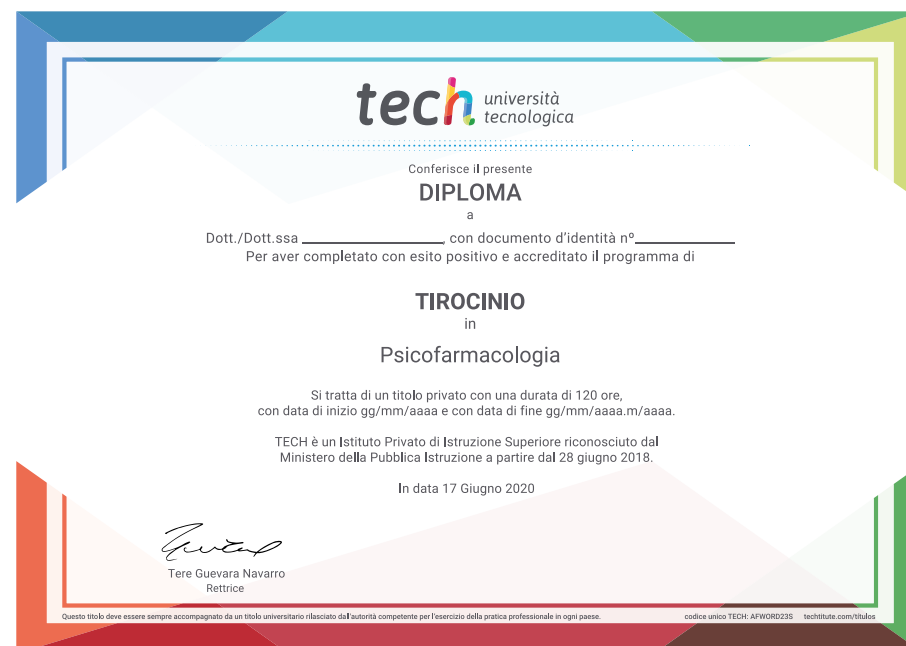 tech università
tecnologica
Conferisce il presente
DIPLOMA
a
Dott./Dott.ssa ____________________, con documento d'identità nº______________
Per aver completato con esito positivo e accreditato il programma di
TIROCINIO
in
Psicofarmacologia
Si tratta di un titolo privato con una durata di 120 ore,
con data di inizio gg/mm/aaaa e con data di fine gg/mm/aaaa.m/aaaa.
TECH è un Istituto Privato di Istruzione Superiore riconosciuto dal
Ministero della Pubblica Istruzione a partire dal 28 giugno 2018.
In data 17 Giugno 2020
Tere Guevara Navarro
Rettrice
Questo titolo deve essere sempre accompagnato da un titolo universitario rilasciato dall'autorità competente per l'esercizio della pratica professionale in ogni paese. codice unico TECH: AFWORD23S techtitute.com/titulos